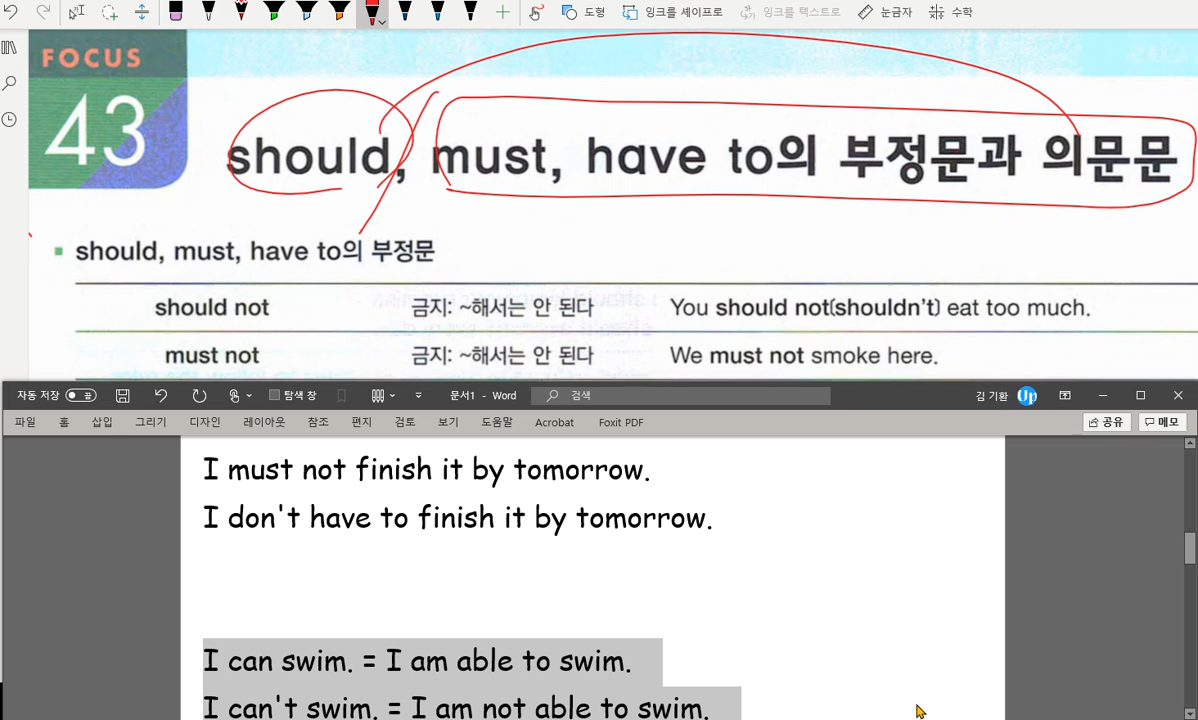 도형 잉크를 셰이프로 잉크를 텍스트로 눈금자 수학
FOCUS
43
should, must, have to의 부정문과 의문문
should, must, have to의 부정문
should not 금지: ~해서는 안 된다 You should not(shouldn't) eat too much.
must not 금지: ~해서는 안 된다 We must not smoke here.
자동 저장 끔 탐색 창 문서1 - Word 검색 김 기환 Up
파일 홈 삽입 그리기 디자인 레이아웃 참조 편지 검토 보기 도움말 Acrobat Foxit PDF 공유 메모
I must not finish it by tomorrow.
I don't have to finish it by tomorrow.
I can swim. = I am able to swim.
I can't swim. = I am not able to swim.